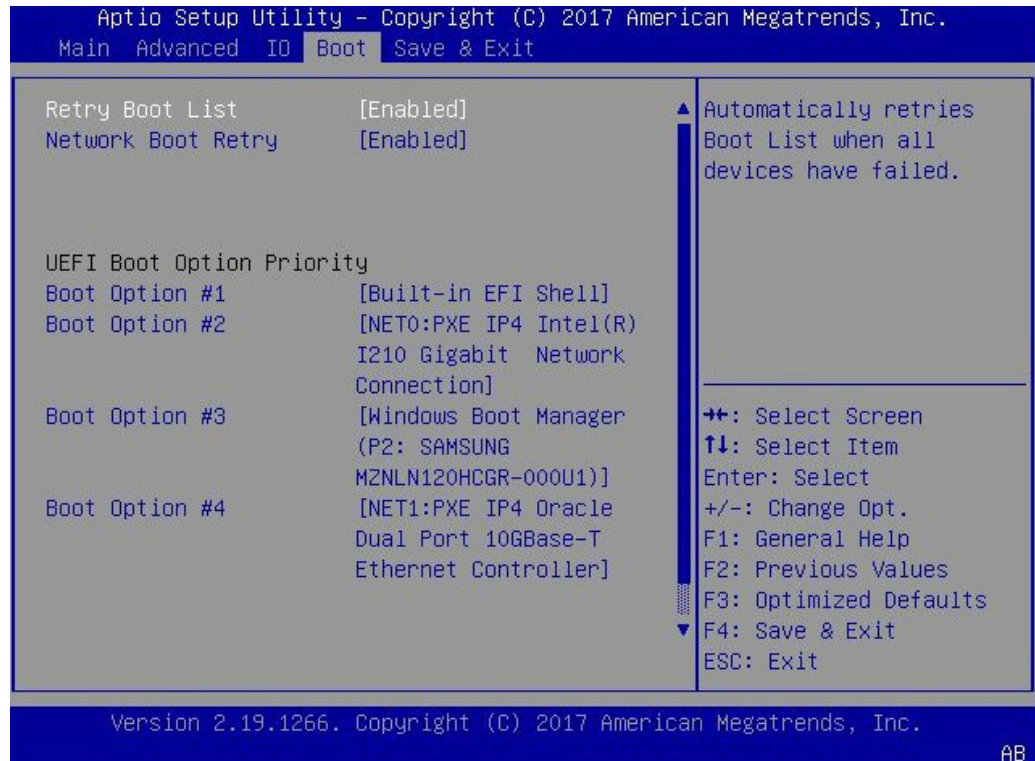 Aptio Setup Utility – Copyright (C) 2017 American Megatrends, Inc.
Main Advanced IO Boot Save & Exit
Retry Boot List [Enabled]
Network Boot Retry [Enabled]
UEFI Boot Option Priority
Boot Option #1 [Built-in EFI Shell]
Boot Option #2 [NET0:PXE IP4 Intel(R)
I210 Gigabit  Network
Connection]
Boot Option #3 [Windows Boot Manager
(P2: SAMSUNG
MZNLN120HCGR-000U1)]
Boot Option #4 [NET1:PXE IP4 Oracle
Dual Port 10GBase-T
Ethernet Controller]
Automatically retries
Boot List when all
devices have failed.
→←: Select Screen
↑↓: Select Item
Enter: Select
+/-: Change Opt.
F1: General Help
F2: Previous Values
F3: Optimized Defaults
F4: Save & Exit
ESC: Exit
Version 2.19.1266. Copyright (C) 2017 American Megatrends, Inc.
AB